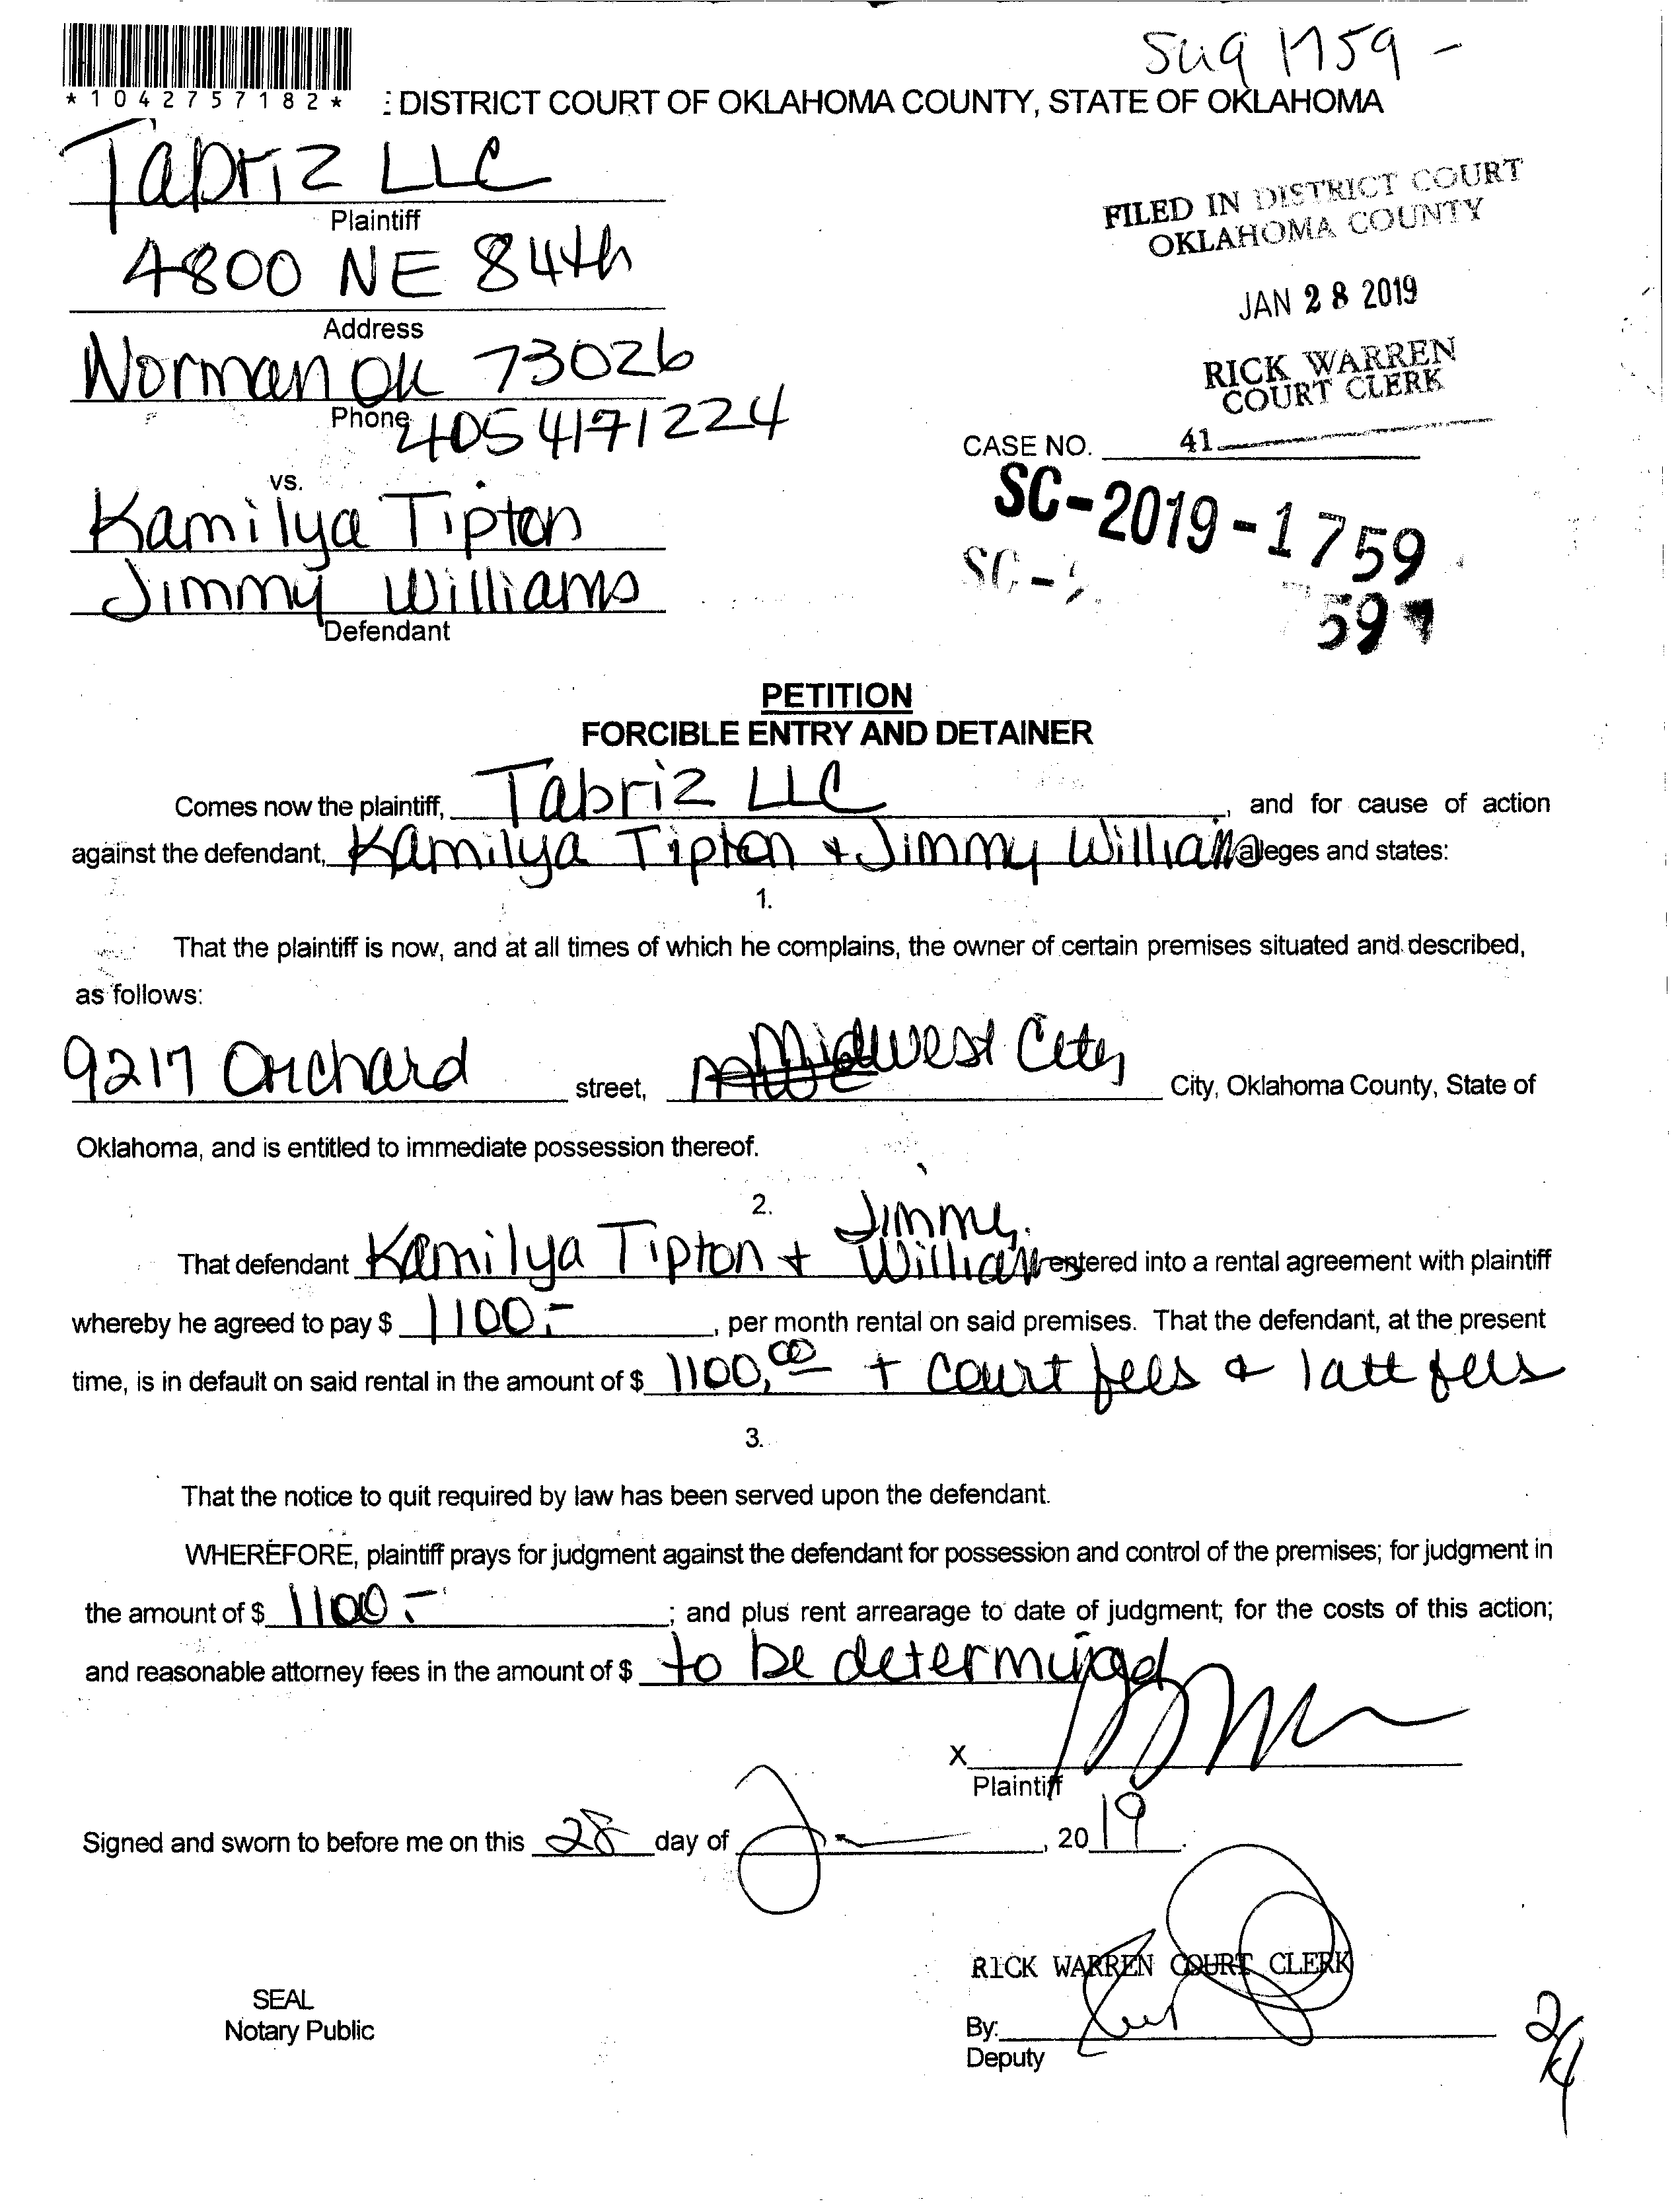 * 1 0 4 2 7 5 7 1 8 2 *
: DISTRICT COURT OF OKLAHOMA COUNTY, STATE OF OKLAHOMA
Tabriz LLC
Plaintiff
4800 NE 84th
Address
Norman OK 73026
Phone 4054171224
FILED IN DISTRICT COURT
OKLAHOMA COUNTY
JAN 28 2019
RICK WARREN
COURT CLERK
CASE NO. 41
SC-2019-1759
SC-
59
vs.
Kamilya Tipton
Jimmy Williams
Defendant
PETITION
FORCIBLE ENTRY AND DETAINER
Comes now the plaintiff, Tabriz LLC, and for cause of action
against the defendant, Kamilya Tipton + Jimmy Williams alleges and states:
1.
That the plaintiff is now, and at all times of which he complains, the owner of certain premises situated and described,
as follows:
9217 Orchard street, Midwest City City, Oklahoma County, State of
Oklahoma, and is entitled to immediate possession thereof.
2.
That defendant Kamilya Tipton + Jimmy Williams entered into a rental agreement with plaintiff
whereby he agreed to pay $ 1100.-, per month rental on said premises. That the defendant, at the present
time, is in default on said rental in the amount of $ 1100.00 + court fees & late fees
3.
That the notice to quit required by law has been served upon the defendant.
WHEREFORE, plaintiff prays for judgment against the defendant for possession and control of the premises; for judgment in
the amount of $ 1100.-; and plus rent arrearage to date of judgment; for the costs of this action;
and reasonable attorney fees in the amount of $ to be determined
X
Plaintiff
Signed and sworn to before me on this 28 day of , 2019.
RICK WARREN COURT CLERK
SEAL
Notary Public
By:
Deputy
2/4